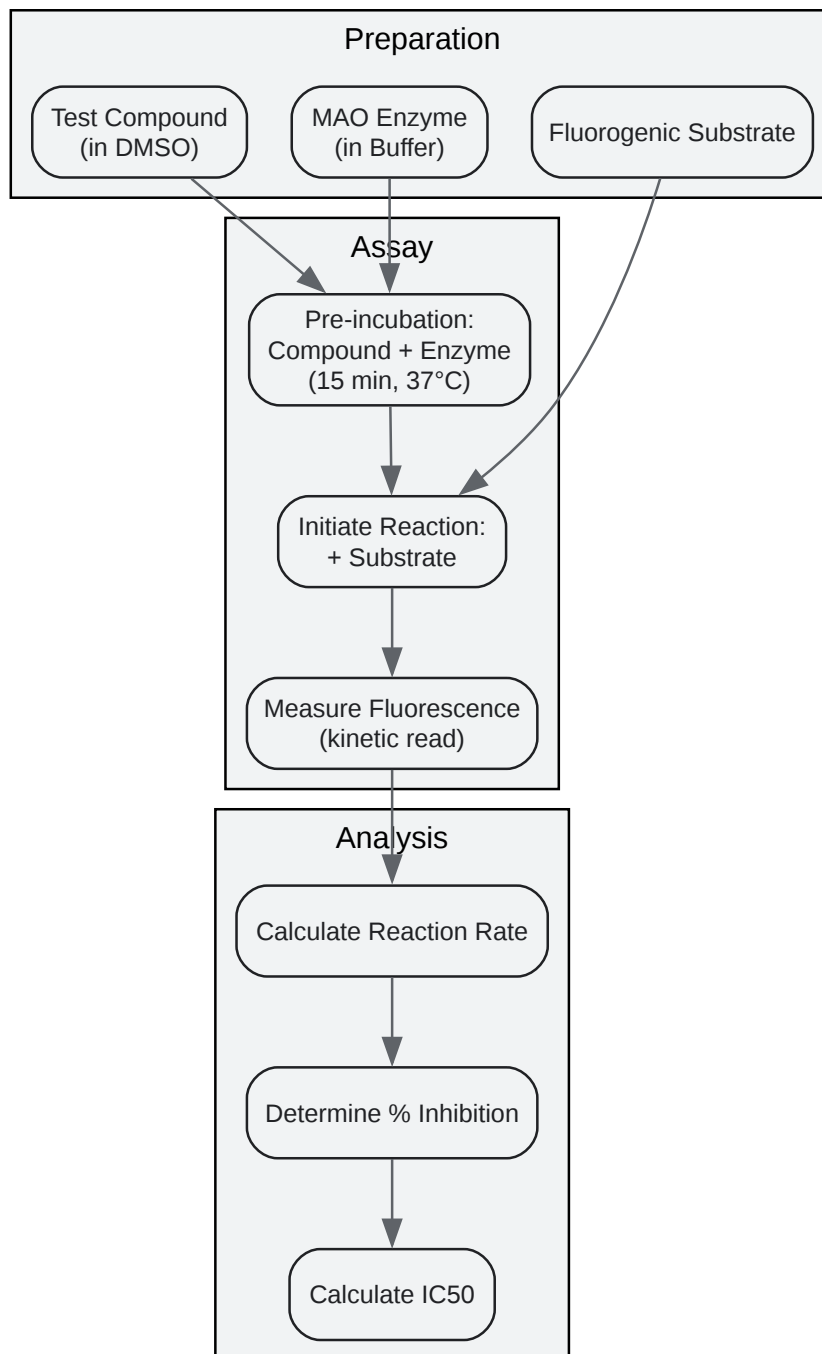 Preparation
Test Compound
(in DMSO)
MAO Enzyme
(in Buffer)
Fluorogenic Substrate
Assay
Pre-incubation:
Compound + Enzyme
(15 min, 37°C)
Initiate Reaction:
+ Substrate
Measure Fluorescence
(kinetic read)
Analysis
Calculate Reaction Rate
Determine % Inhibition
Calculate IC50